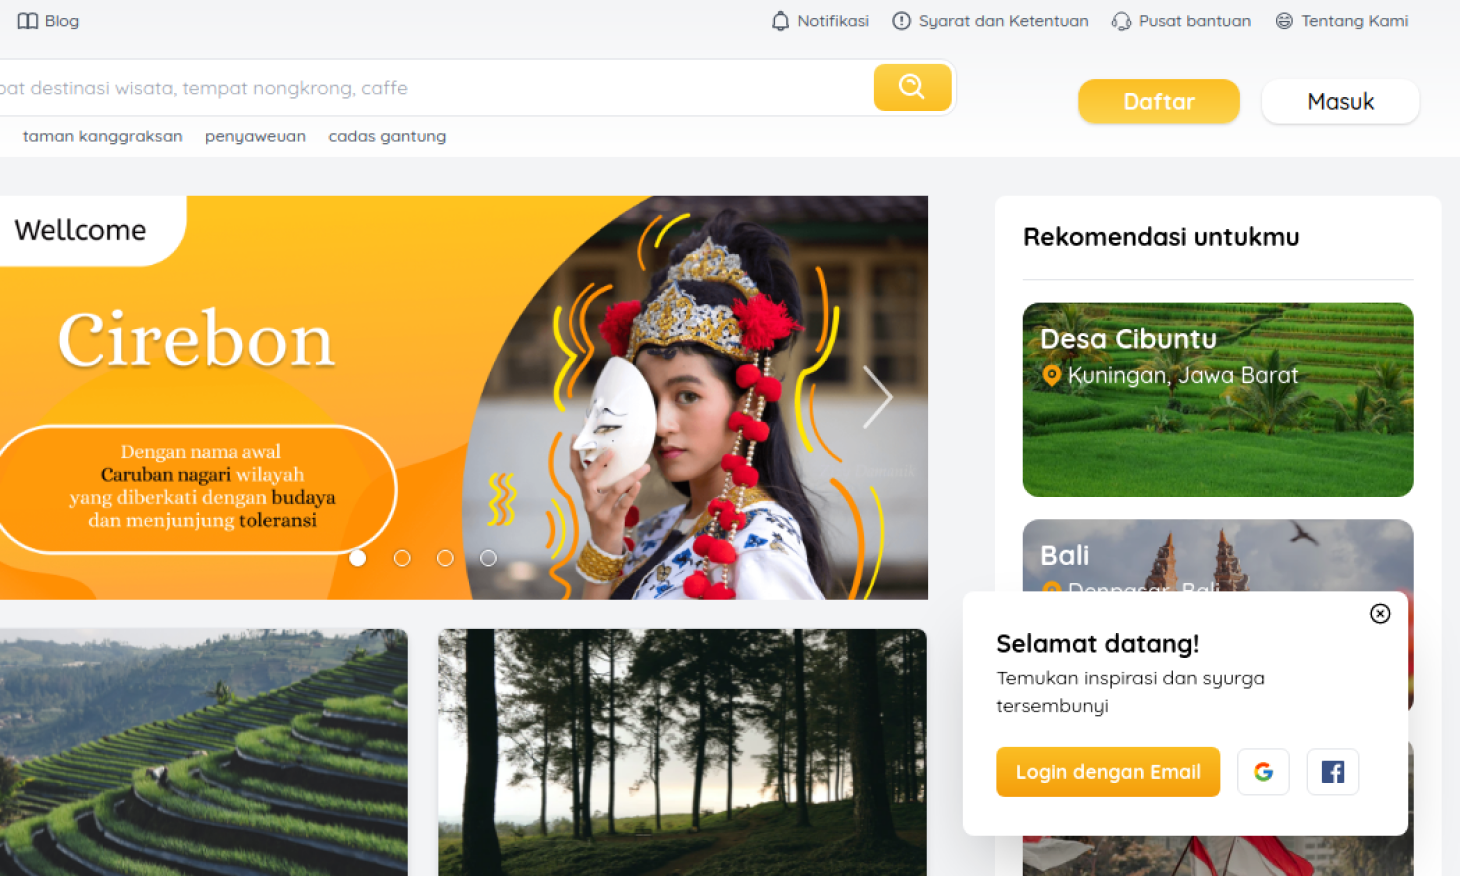 Blog
Notifikasi
Syarat dan Ketentuan
Pusat bantuan
Tentang Kami
destinasi wisata, tempat nongkrong, caffe
Daftar
Masuk
taman kanggraksan
penyaweuan
cadas gantung
Wellcome
Cirebon
Dengan nama awal
Caruban nagari wilayah
yang diberkati dengan budaya
dan menjunjung toleransi
Rekomendasi untukmu
Desa Cibuntu
Kuningan, Jawa Barat
Bali
Denpasar, Bali
Selamat datang!
Temukan inspirasi dan syurga
tersembunyi
Login dengan Email